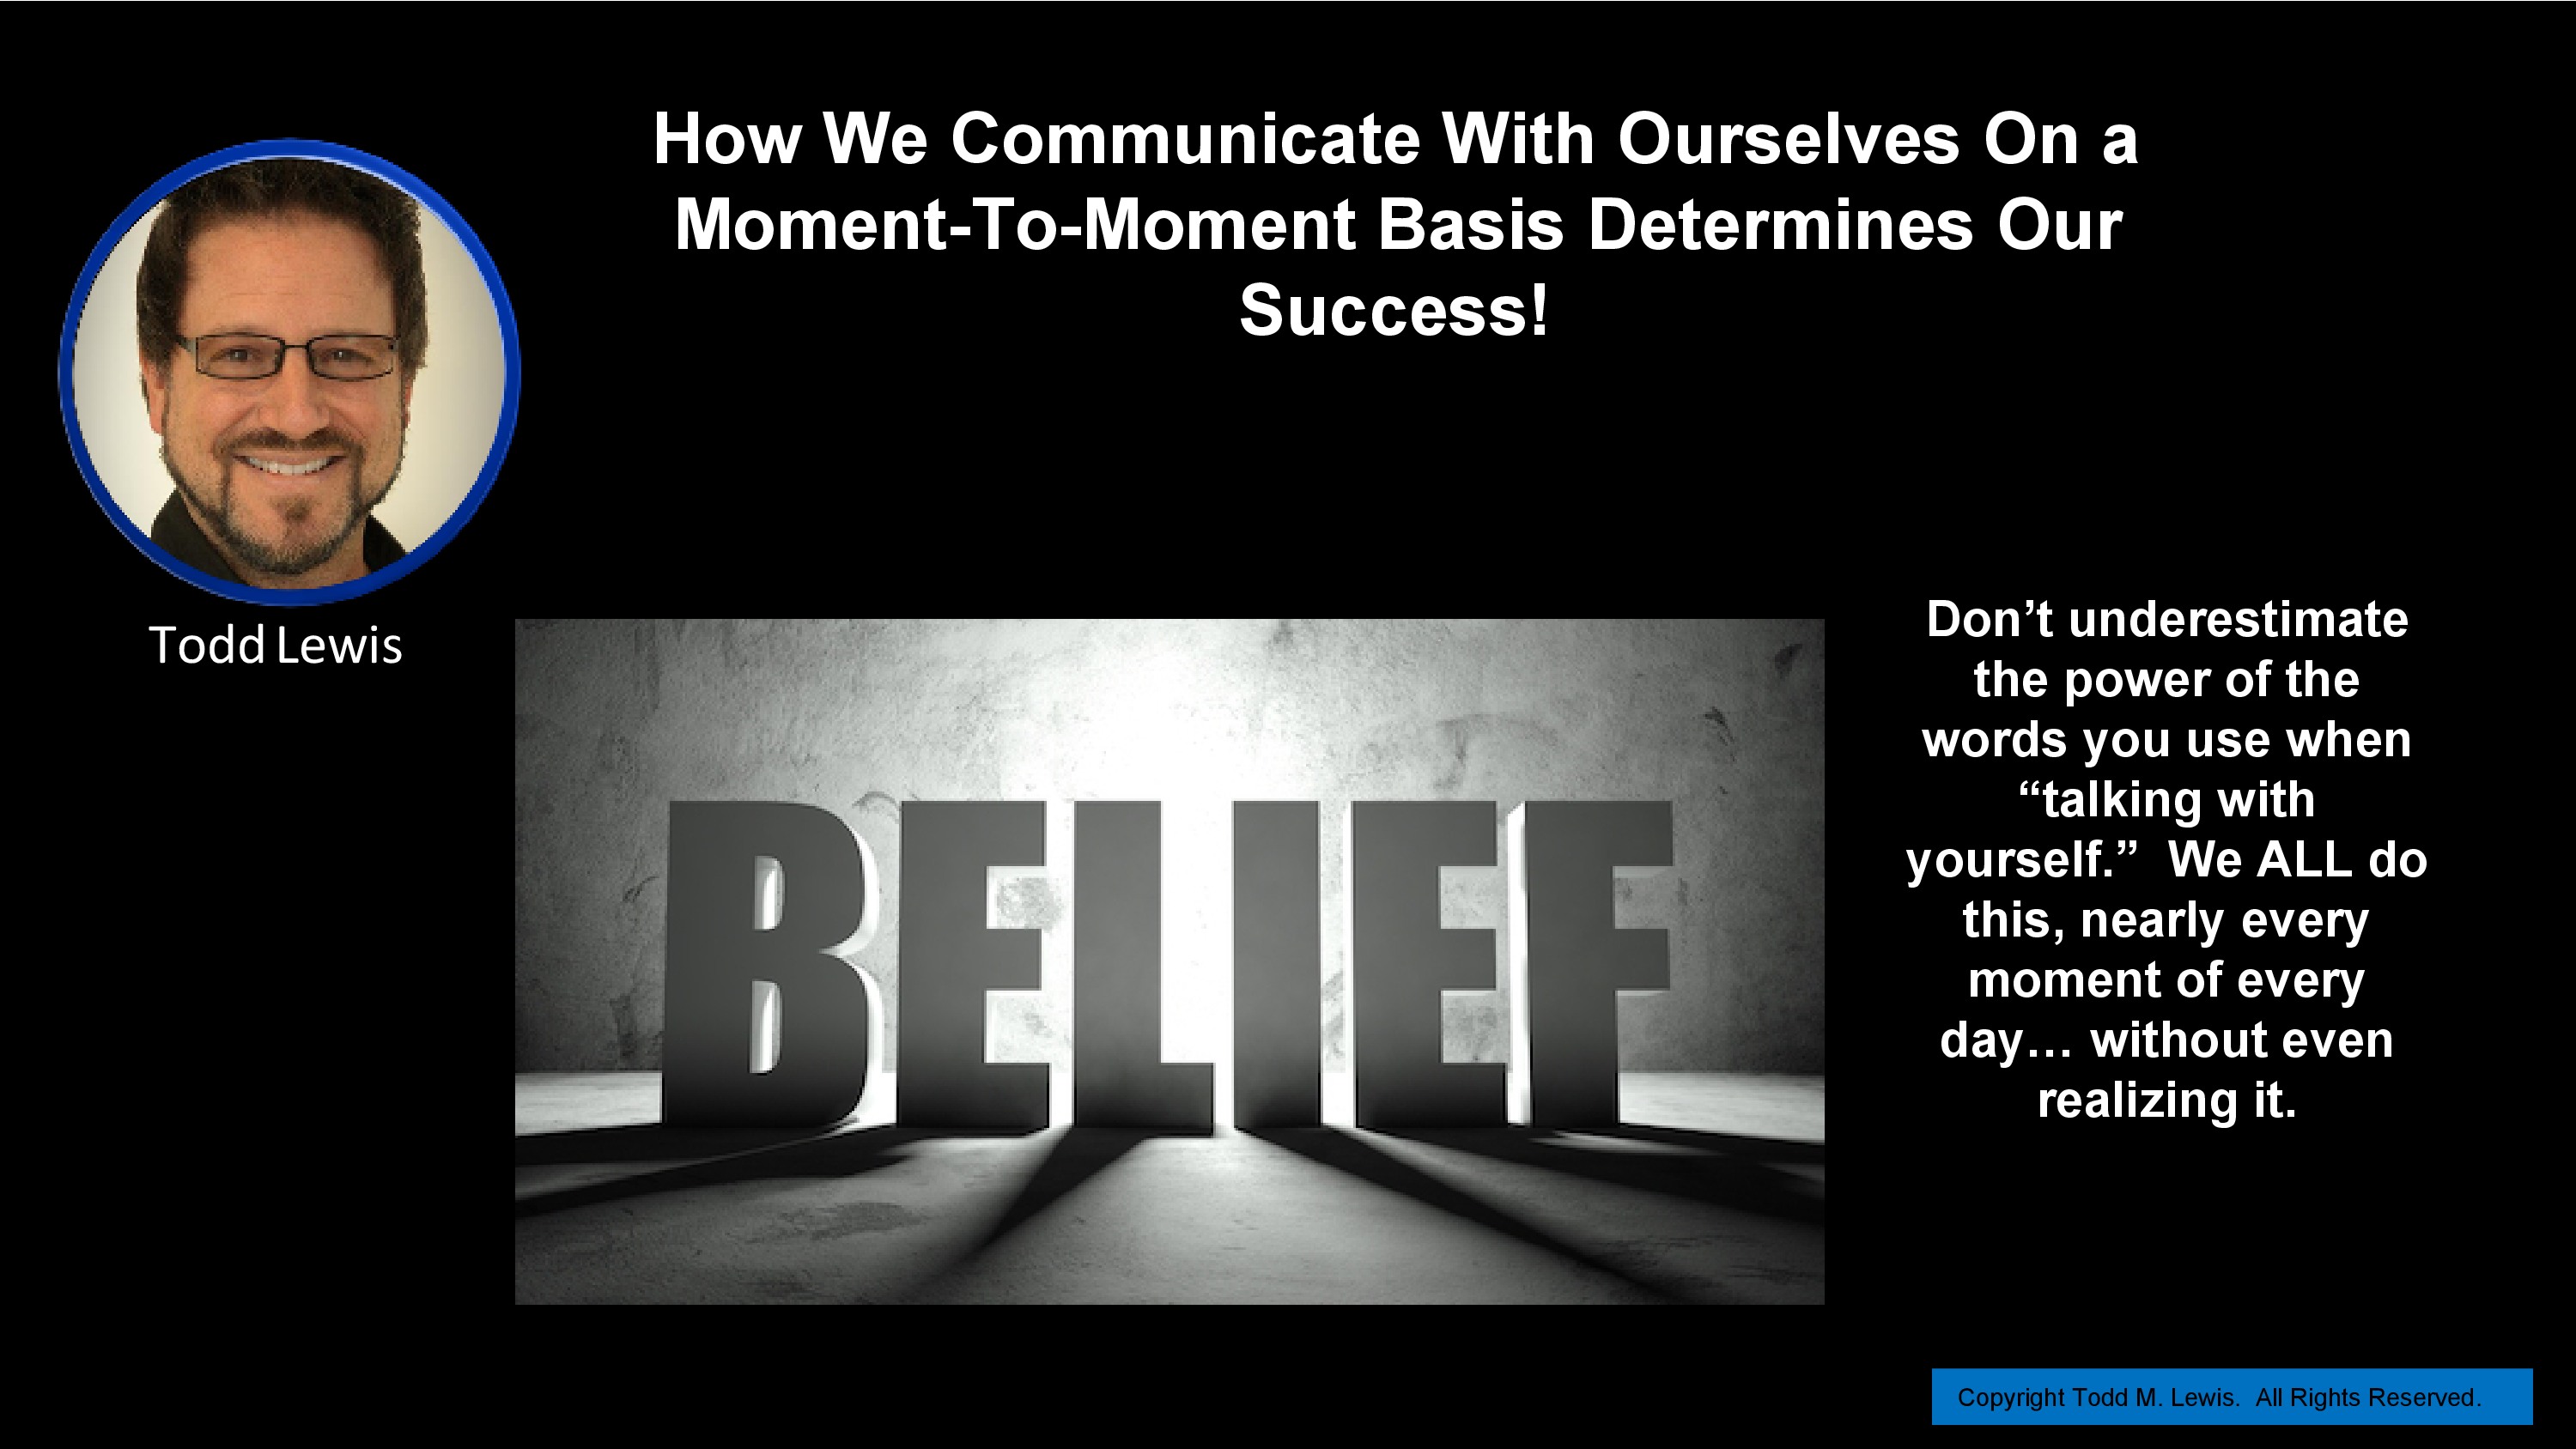 How We Communicate With Ourselves On a
Moment-To-Moment Basis Determines Our
Success!
Todd Lewis
BELIEF
Don’t underestimate
the power of the
words you use when
“talking with
yourself.”  We ALL do
this, nearly every
moment of every
day… without even
realizing it.
Copyright Todd M. Lewis.  All Rights Reserved.